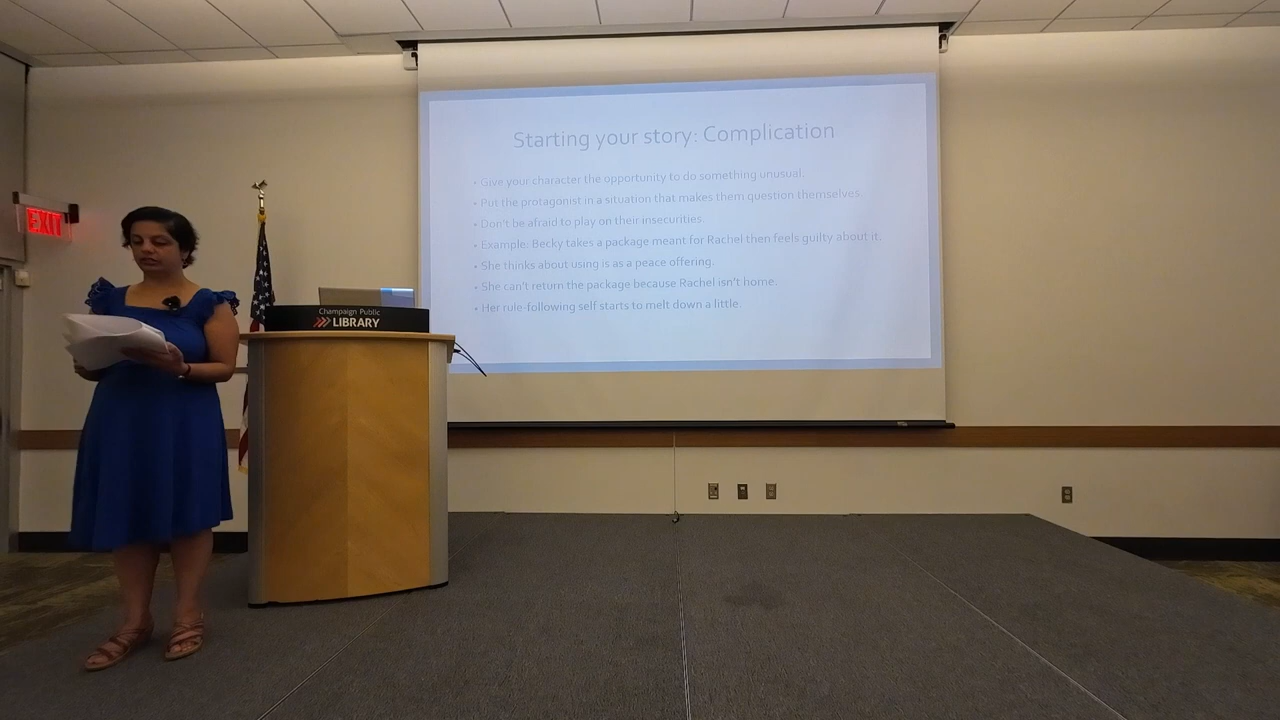 Starting your story: Complication
• Give your character the opportunity to do something unusual.
• Put the protagonist in a situation that makes them question themselves.
• Don't be afraid to play on their insecurities.
• Example: Becky takes a package meant for Rachel then feels guilty about it.
• She thinks about using is as a peace offering.
• She can't return the package because Rachel isn't home.
• Her rule-following self starts to melt down a little.
EXIT
Champaign Public
LIBRARY